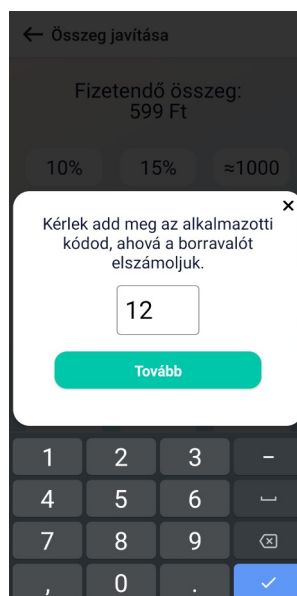 ← Összeg javítása
Fizetendő összeg:
599 Ft
10% 15% ≈1000
Kérlek add meg az alkalmazotti
kódod, ahová a borravalót
elszámoljuk.
12
Tovább
1 2 3 -
4 5 6
7 8 9
, 0 .